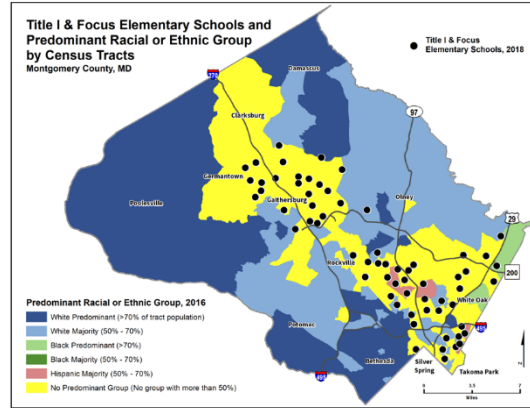 Title I & Focus Elementary Schools and
Predominant Racial or Ethnic Group
by Census Tracts
Montgomery County, MD
Title I & Focus
Elementary Schools, 2018
270
Damascus
97
Clarksburg
Germantown
Poolesville
Gaithersburg
Olney
29
200
Rockville
White Oak
Potomac
495
Bethesda
495
Silver
Spring
Takoma Park
Predominant Racial or Ethnic Group, 2016
White Predominant (>70% of tract population)
White Majority (50% - 70%)
Black Predominant (>70%)
Black Majority (50% - 70%)
Hispanic Majority (50% - 70%)
No Predominant Group (No group with more than 50%)
0
3.5
7
Miles